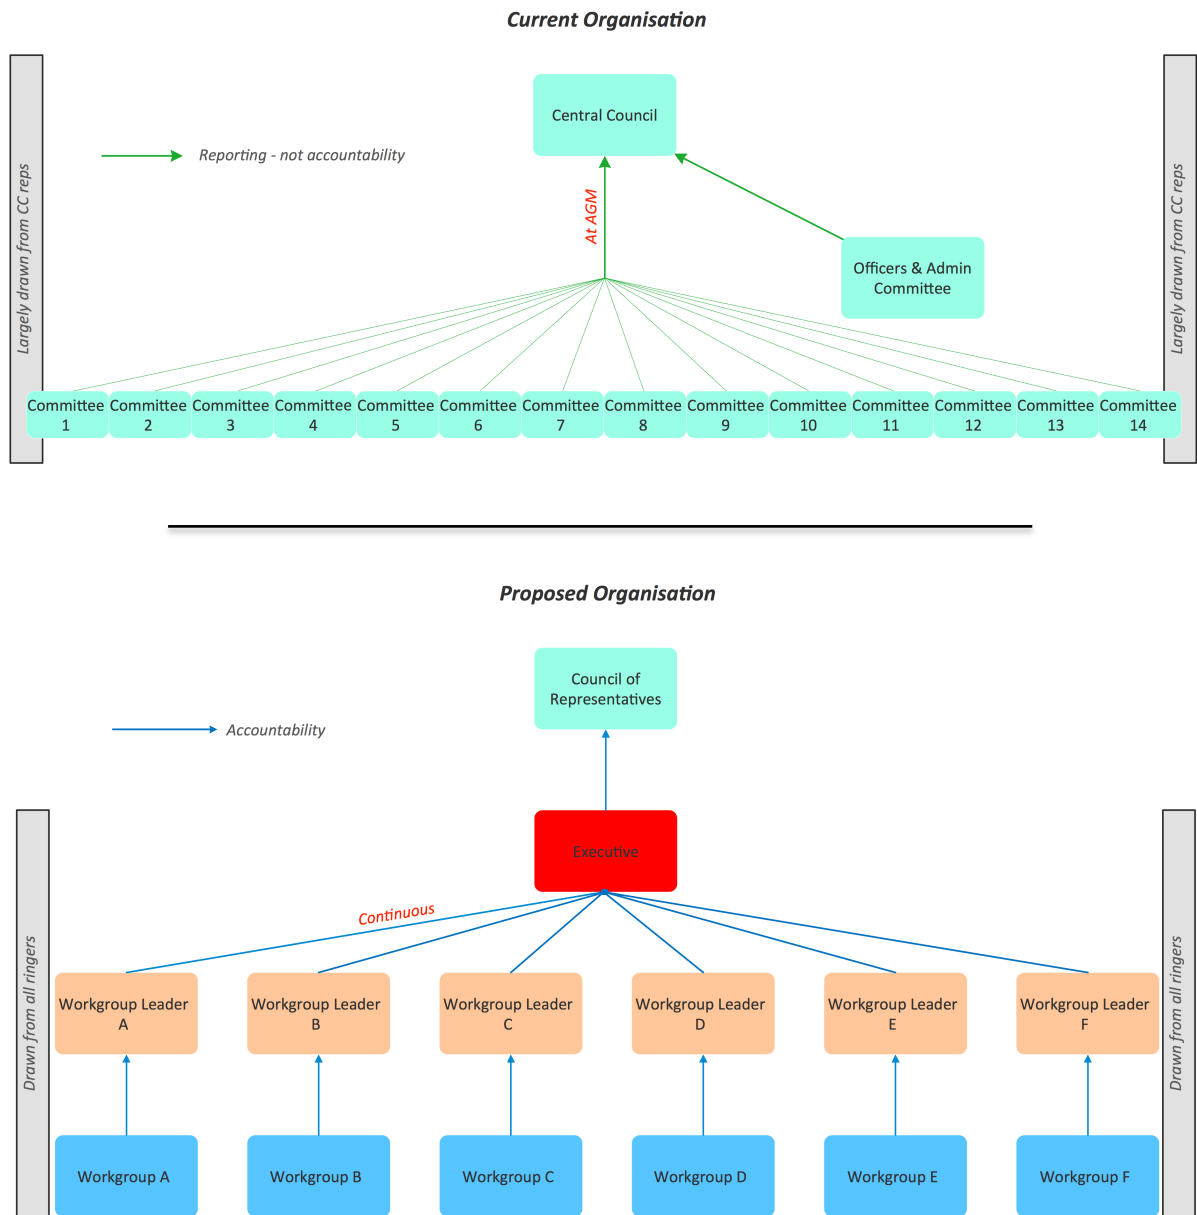 Current Organisation
Largely drawn from CC reps
Largely drawn from CC reps
Central Council
Reporting - not accountability
At AGM
Officers & Admin
Committee
Committee
1
Committee
2
Committee
3
Committee
4
Committee
5
Committee
6
Committee
7
Committee
8
Committee
9
Committee
10
Committee
11
Committee
12
Committee
13
Committee
14
Proposed Organisation
Council of
Representatives
Accountability
Drawn from all ringers
Drawn from all ringers
Executive
Continuous
Workgroup Leader
A
Workgroup Leader
B
Workgroup Leader
C
Workgroup Leader
D
Workgroup Leader
E
Workgroup Leader
F
Workgroup A
Workgroup B
Workgroup C
Workgroup D
Workgroup E
Workgroup F